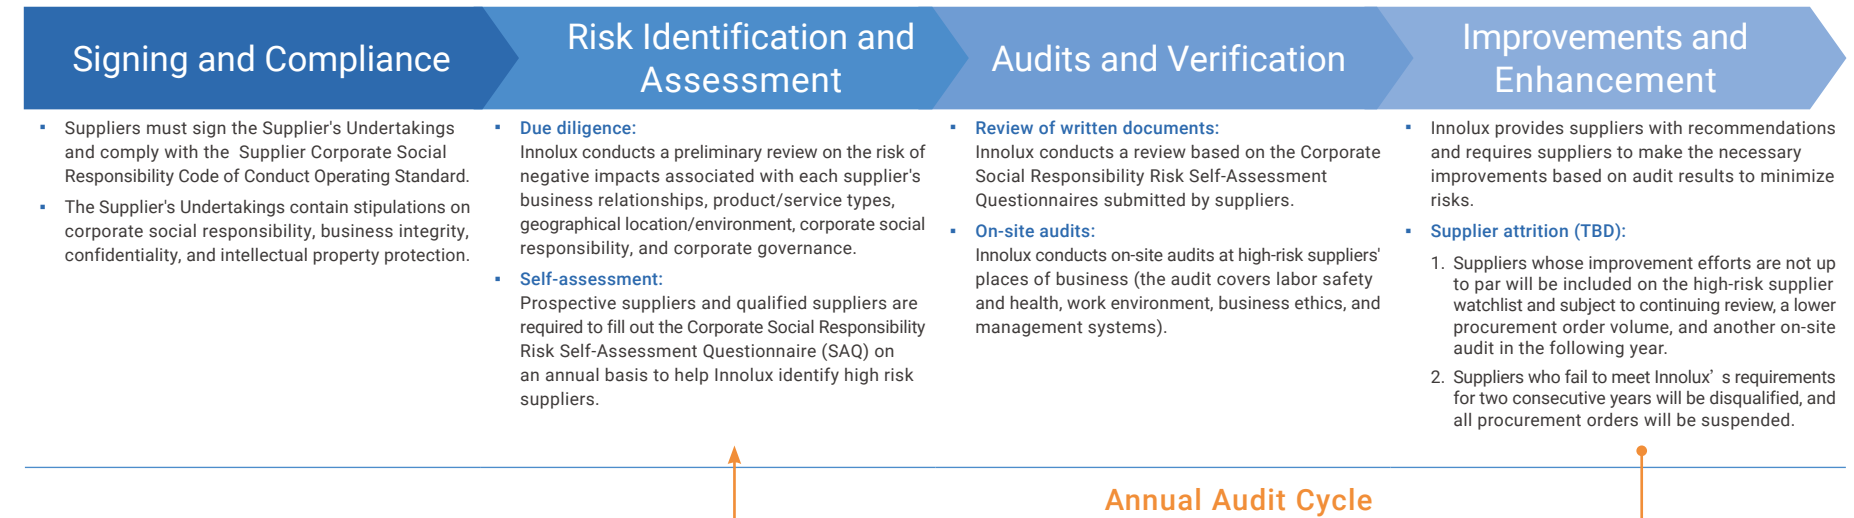 Signing and Compliance
Suppliers must sign the Supplier's Undertakings
and comply with the Supplier Corporate Social
Responsibility Code of Conduct Operating Standard.
The Supplier's Undertakings contain stipulations on
corporate social responsibility, business integrity,
confidentiality, and intellectual property protection.
Risk Identification and
Assessment
Due diligence:
Innolux conducts a preliminary review on the risk of
negative impacts associated with each supplier's
business relationships, product/service types,
geographical location/environment, corporate social
responsibility, and corporate governance.
Self-assessment:
Prospective suppliers and qualified suppliers are
required to fill out the Corporate Social Responsibility
Risk Self-Assessment Questionnaire (SAQ) on
an annual basis to help Innolux identify high risk
suppliers.
Audits and Verification
Review of written documents:
Innolux conducts a review based on the Corporate
Social Responsibility Risk Self-Assessment
Questionnaires submitted by suppliers.
On-site audits:
Innolux conducts on-site audits at high-risk suppliers'
places of business (the audit covers labor safety
and health, work environment, business ethics, and
management systems).
Improvements and
Enhancement
Innolux provides suppliers with recommendations
and requires suppliers to make the necessary
improvements based on audit results to minimize
risks.
Supplier attrition (TBD):
1. Suppliers whose improvement efforts are not up
to par will be included on the high-risk supplier
watchlist and subject to continuing review, a lower
procurement order volume, and another on-site
audit in the following year.
2. Suppliers who fail to meet Innolux’ s requirements
for two consecutive years will be disqualified, and
all procurement orders will be suspended.
Annual Audit Cycle